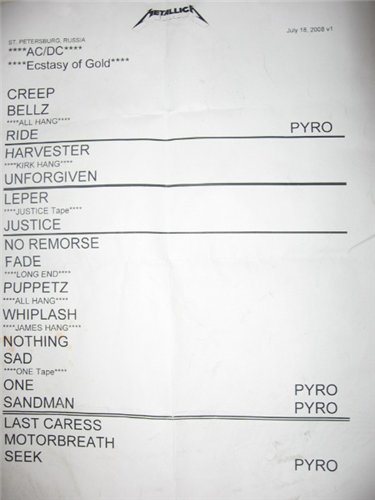 METALLICA
ST. PETERSBURG, RUSSIA
July 18, 2008 v1
****AC/DC****
****Ecstasy of Gold****
CREEP
BELLZ
****ALL HANG****
RIDE PYRO
HARVESTER
****KIRK HANG****
UNFORGIVEN
LEPER
****JUSTICE Tape****
JUSTICE
NO REMORSE
FADE
****LONG END****
PUPPETZ
****ALL HANG****
WHIPLASH
****JAMES HANG****
NOTHING
SAD
****ONE Tape****
ONE PYRO
SANDMAN PYRO
LAST CARESS
MOTORBREATH
SEEK PYRO